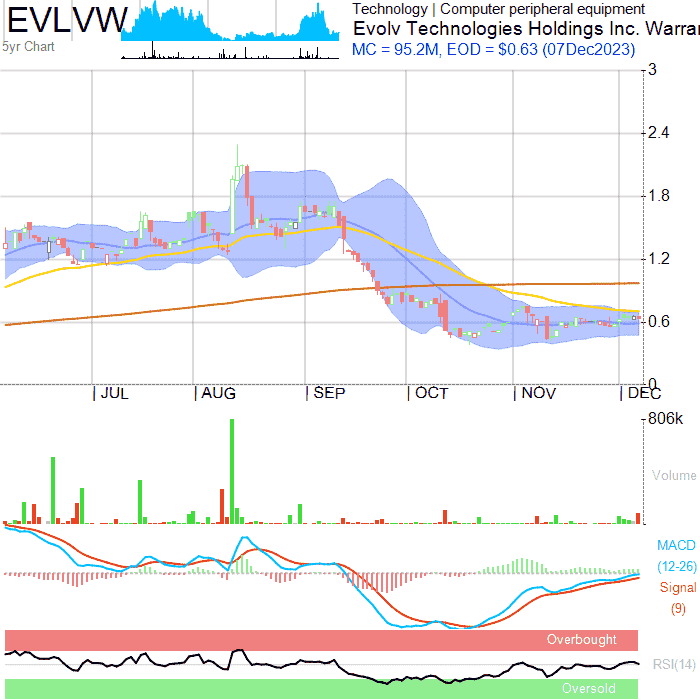 EVLVW
5yr Chart
Technology | Computer peripheral equipment
Evolv Technologies Holdings Inc. Warran
MC = 95.2M, EOD = $0.63 (07Dec2023)
3
2.4
1.8
1.2
0.6
0
JUL AUG SEP OCT NOV DEC
806k
Volume
MACD
(12-26)
Signal
(9)
Overbought
RSI(14)
Oversold